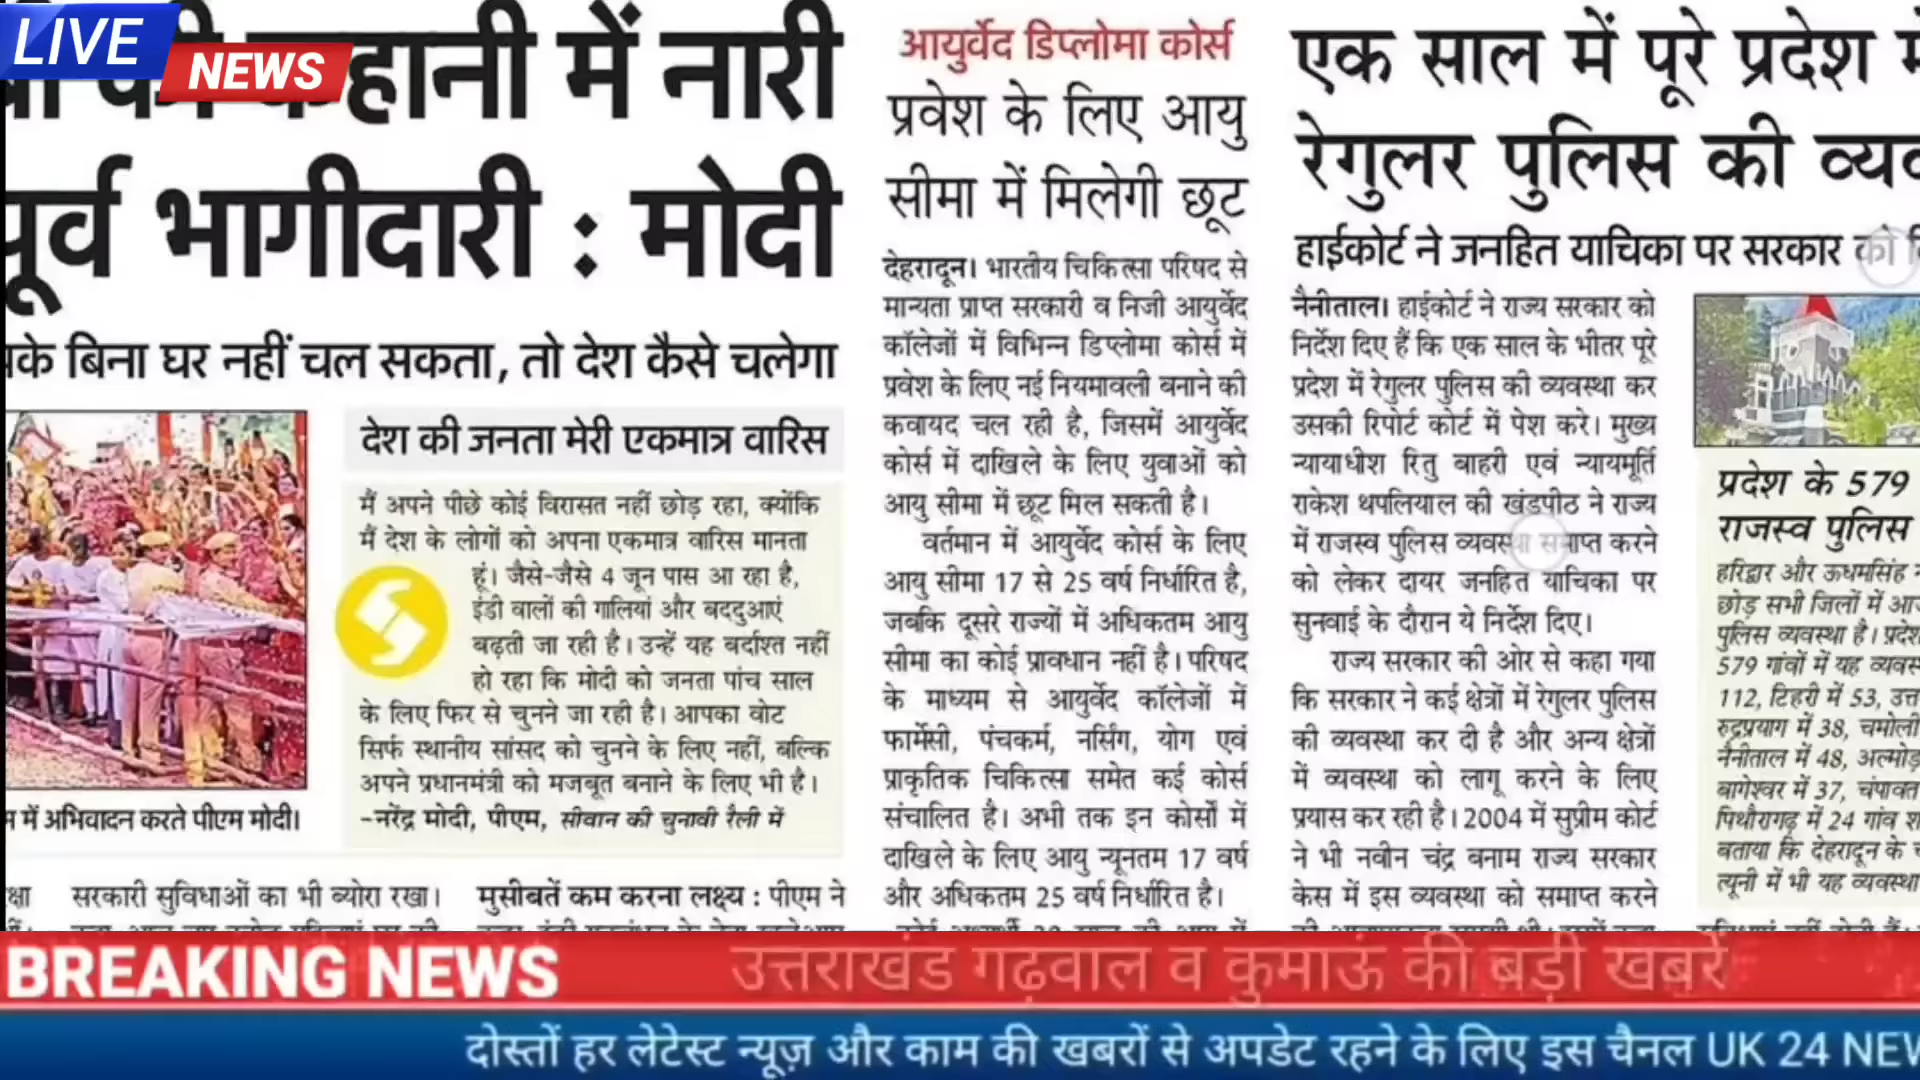 LIVE
NEWS
कहानी में नारी
भागीदारी : मोदी
के बिना घर नहीं चल सकता, तो देश कैसे चलेगा
देश की जनता मेरी एकमात्र वारिस
मैं अपने पीछे कोई विरासत नहीं छोड़ रहा, क्योंकि
मैं देश के लोगों को अपना एकमात्र वारिस मानता
हूं। जैसे-जैसे 4 जून पास आ रहा है,
इंडी वालों की गालियां और बददुआएं
बढ़ती जा रही है। उन्हें यह बर्दाश्त नहीं
हो रहा कि मोदी को जनता पांच साल
के लिए फिर से चुनने जा रही है। आपका वोट
सिर्फ स्थानीय सांसद को चुनने के लिए नहीं, बल्कि
अपने प्रधानमंत्री को मजबूत बनाने के लिए भी है।
-नरेंद्र मोदी, पीएम, सीवान की चुनावी रैली में
में अभिवादन करते पीएम मोदी।
सरकारी सुविधाओं का भी ब्योरा रखा।
मुसीबतें कम करना लक्ष्य : पीएम ने
आयुर्वेद डिप्लोमा कोर्स
प्रवेश के लिए आयु
सीमा में मिलेगी छूट
देहरादून। भारतीय चिकित्सा परिषद से
मान्यता प्राप्त सरकारी व निजी आयुर्वेद
कॉलेजों में विभिन्न डिप्लोमा कोर्स में
प्रवेश के लिए नई नियमावली बनाने की
कवायद चल रही है, जिसमें आयुर्वेद
कोर्स में दाखिले के लिए युवाओं को
आयु सीमा में छूट मिल सकती है।
वर्तमान में आयुर्वेद कोर्स के लिए
आयु सीमा 17 से 25 वर्ष निर्धारित है,
जबकि दूसरे राज्यों में अधिकतम आयु
सीमा का कोई प्रावधान नहीं है। परिषद
के माध्यम से आयुर्वेद कॉलेजों में
फार्मेसी, पंचकर्म, नर्सिंग, योग एवं
प्राकृतिक चिकित्सा समेत कई कोर्स
संचालित है। अभी तक इन कोर्सों में
दाखिले के लिए आयु न्यूनतम 17 वर्ष
और अधिकतम 25 वर्ष निर्धारित है।
एक साल में पूरे प्रदेश में
रेगुलर पुलिस की
हाईकोर्ट ने जनहित याचिका पर सरकार को
नैनीताल। हाईकोर्ट ने राज्य सरकार को
निर्देश दिए हैं कि एक साल के भीतर पूरे
प्रदेश में रेगुलर पुलिस की व्यवस्था कर
उसकी रिपोर्ट कोर्ट में पेश करे। मुख्य
न्यायाधीश रितु बाहरी एवं न्यायमूर्ति
राकेश थपलियाल की खंडपीठ ने राज्य
में राजस्व पुलिस व्यवस्था समाप्त करने
को लेकर दायर जनहित याचिका पर
सुनवाई के दौरान ये निर्देश दिए।
राज्य सरकार की ओर से कहा गया
कि सरकार ने कई क्षेत्रों में रेगुलर पुलिस
की व्यवस्था कर दी है और अन्य क्षेत्रों
में व्यवस्था को लागू करने के लिए
प्रयास कर रही है। 2004 में सुप्रीम कोर्ट
ने भी नवीन चंद्र बनाम राज्य सरकार
केस में इस व्यवस्था को समाप्त करने
प्रदेश के 579
राजस्व पुलिस
हरिद्वार और ऊधमसिंह
छोड़ सभी जिलों में
पुलिस व्यवस्था है।
579 गांवों में यह
112, टिहरी में 53,
रुद्रप्रयाग में 38, चमोली
नैनीताल में 48,
बागेश्वर में 37, चंपावत
पिथौरागढ़ में 24 गांव
बताया कि देहरादून के
त्यूनी में भी यह व्यवस्था
BREAKING NEWS
उत्तराखंड गढ़वाल व कुमाऊं की बड़ी खबरें
दोस्तों हर लेटेस्ट न्यूज़ और काम की खबरों से अपडेट रहने के लिए इस चैनल UK 24 NEW